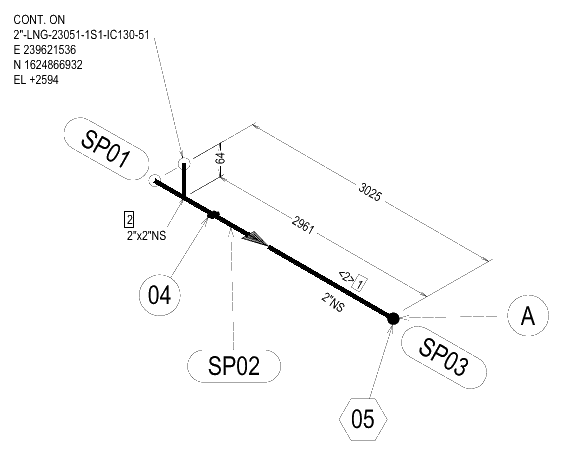 CONT. ON
2"-LNG-23051-1S1-IC130-51
E 239621536
N 1624866932
EL +2594
SP01
64
3025
2961
2
2"x2"NS
04
<2> 1
2"NS
A
SP02
SP03
05